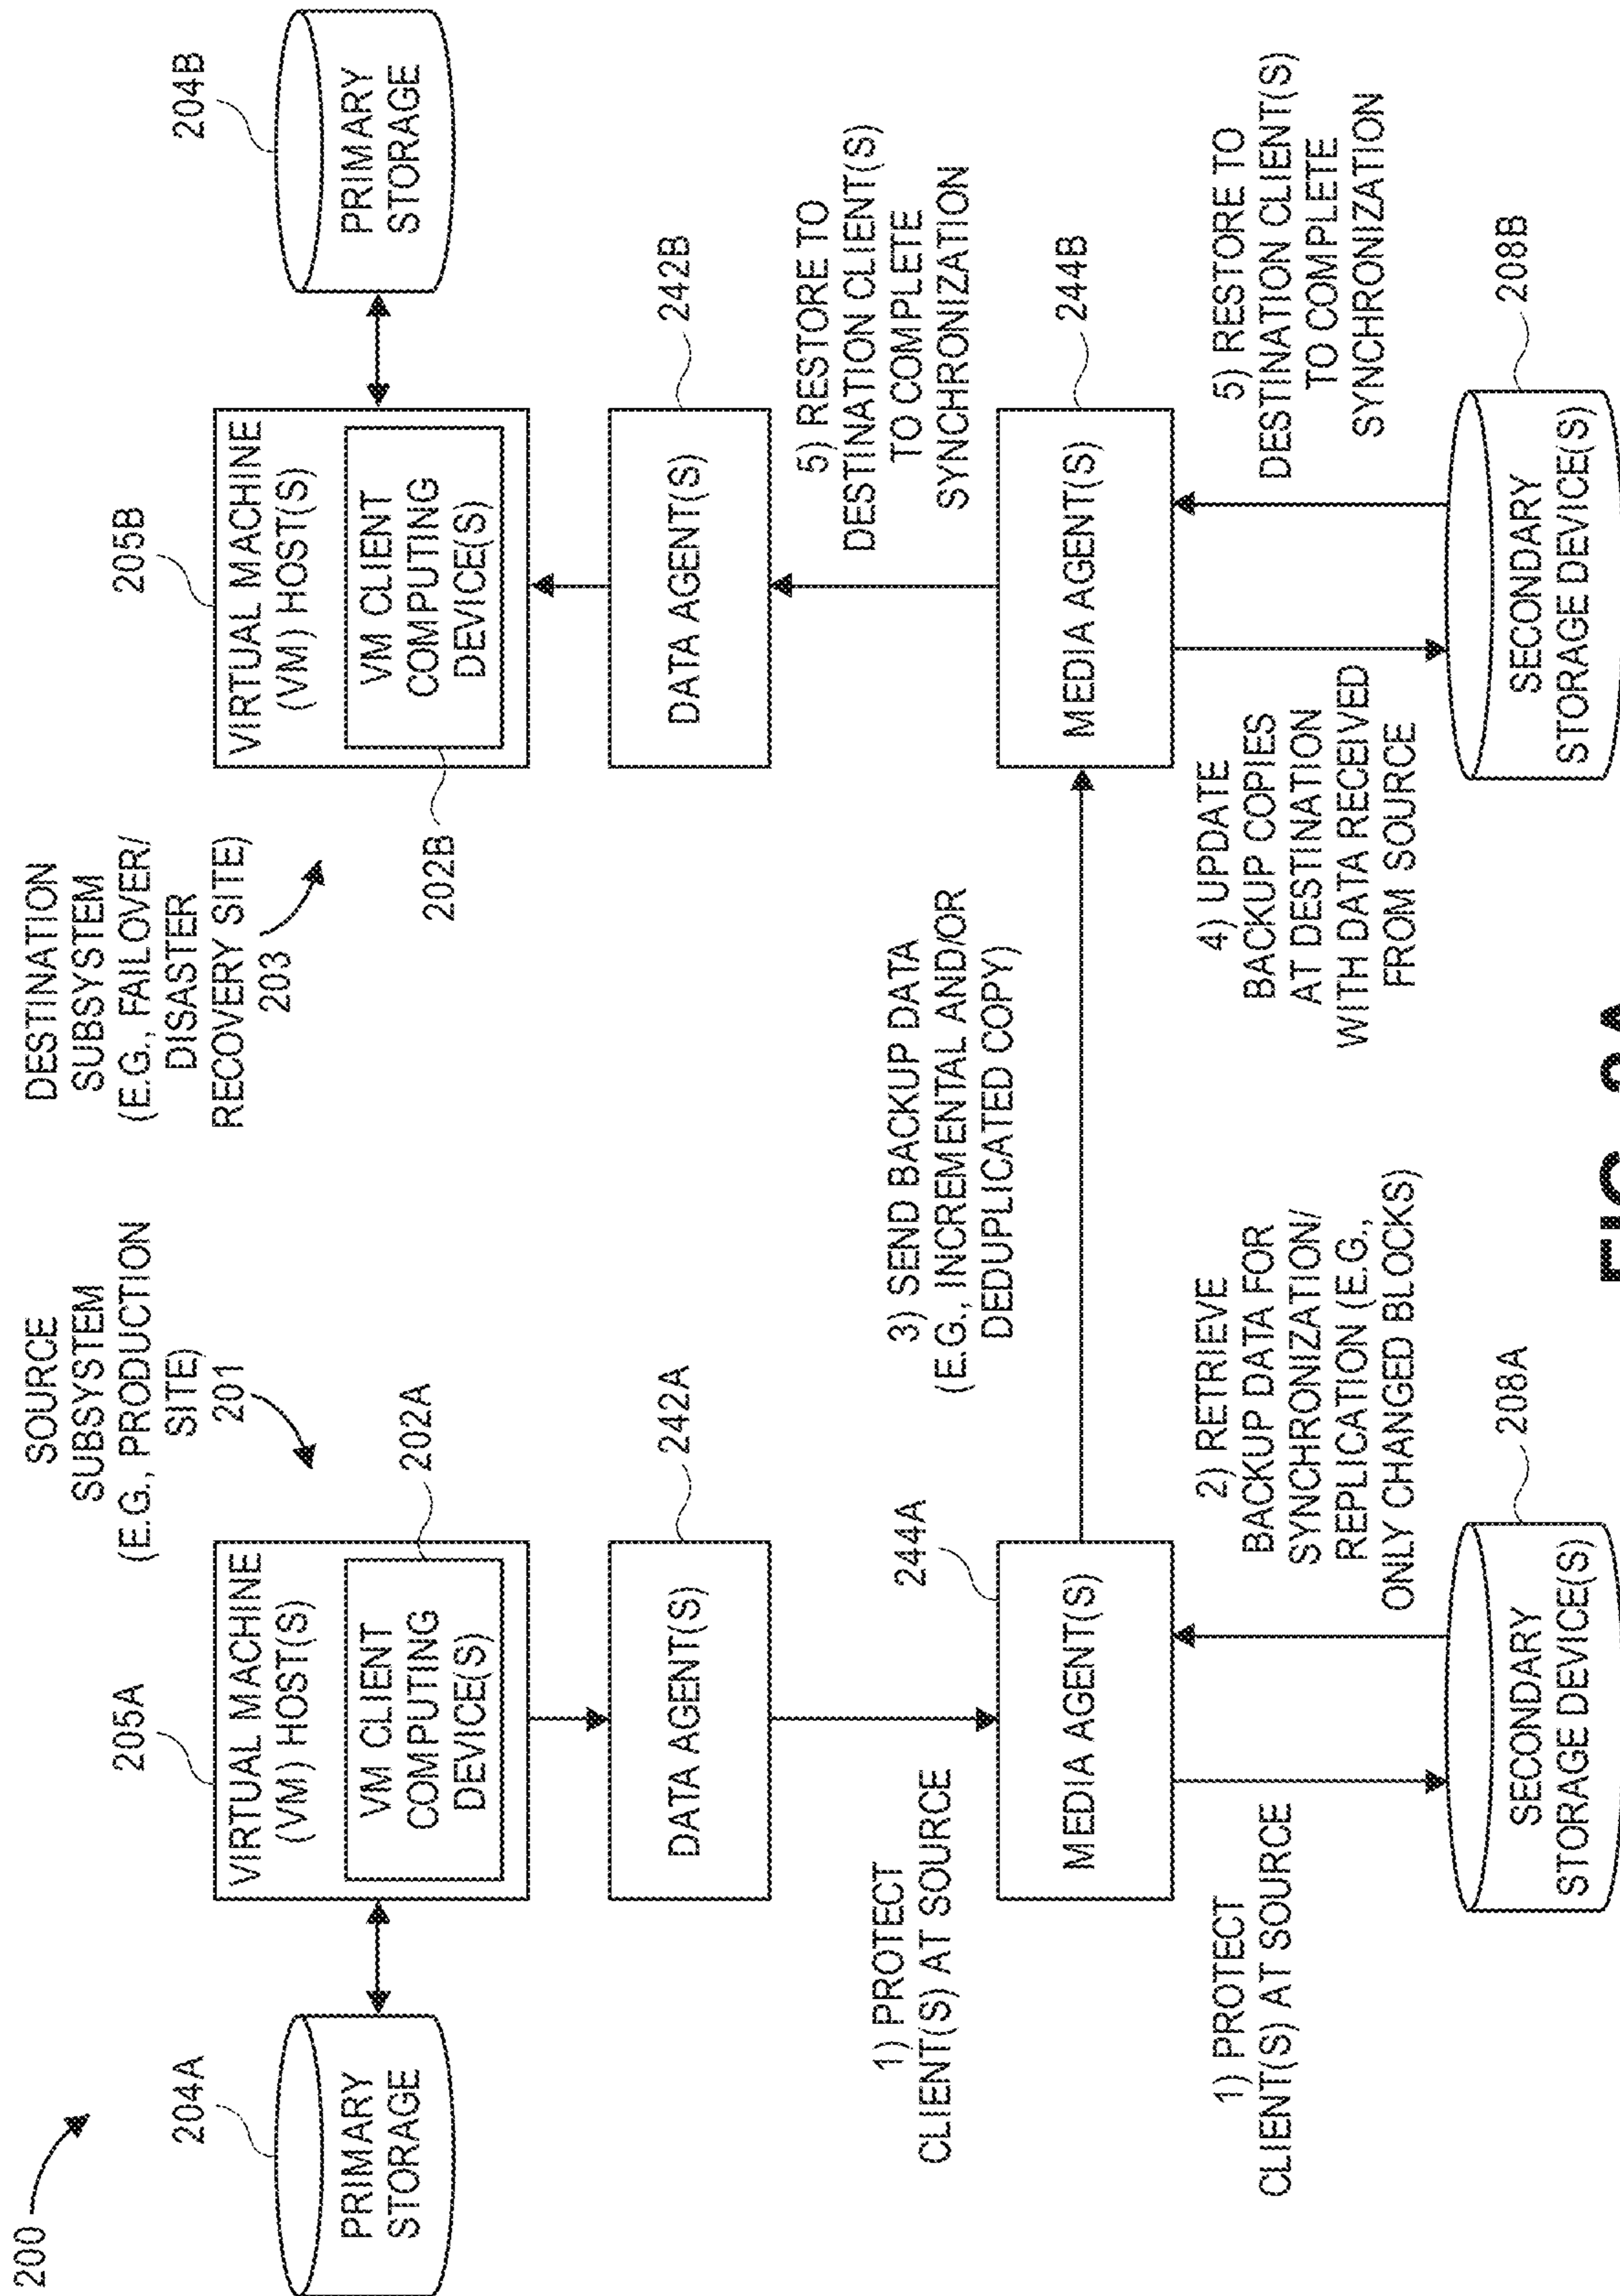 200
SOURCE
SUBSYSTEM
(E.G., PRODUCTION
SITE)
201
DESTINATION
SUBSYSTEM
(E.G., FAILOVER/
DISASTER
RECOVERY SITE)
203
204A
PRIMARY
STORAGE
205A
VIRTUAL MACHINE
(VM) HOST(S)
VM CLIENT
COMPUTING
DEVICE(S)
202A
205B
VIRTUAL MACHINE
(VM) HOST(S)
VM CLIENT
COMPUTING
DEVICE(S)
202B
204B
PRIMARY
STORAGE
DATA AGENT(S)
242A
DATA AGENT(S)
242B
1) PROTECT
CLIENT(S) AT SOURCE
3) SEND BACKUP DATA
(E.G., INCREMENTAL AND/OR
DEDUPLICATED COPY)
5) RESTORE TO
DESTINATION CLIENT(S)
TO COMPLETE
SYNCHRONIZATION
MEDIA AGENT(S)
244A
MEDIA AGENT(S)
244B
1) PROTECT
CLIENT(S) AT SOURCE
2) RETRIEVE
BACKUP DATA FOR
SYNCHRONIZATION/
REPLICATION (E.G.,
ONLY CHANGED BLOCKS)
4) UPDATE
BACKUP COPIES
AT DESTINATION
WITH DATA RECEIVED
FROM SOURCE
5) RESTORE TO
DESTINATION CLIENT(S)
TO COMPLETE
SYNCHRONIZATION
SECONDARY
STORAGE DEVICE(S)
208A
SECONDARY
STORAGE DEVICE(S)
208B